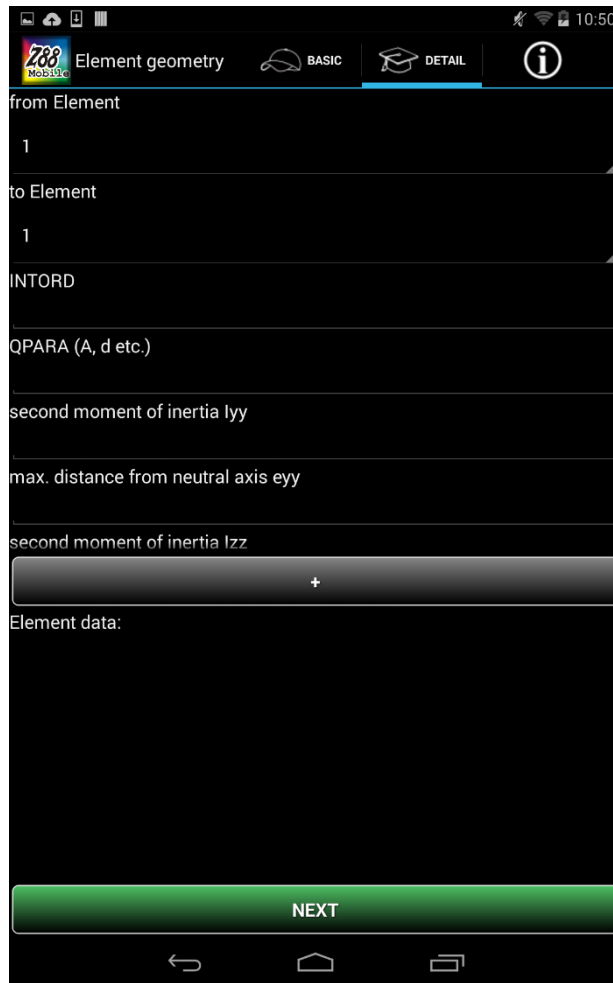 10:50
Z88
Mobile
Element geometry
BASIC
DETAIL
from Element
1
to Element
1
INTORD
QPARA (A, d etc.)
second moment of inertia Iyy
max. distance from neutral axis eyy
second moment of inertia Izz
+
Element data:
NEXT